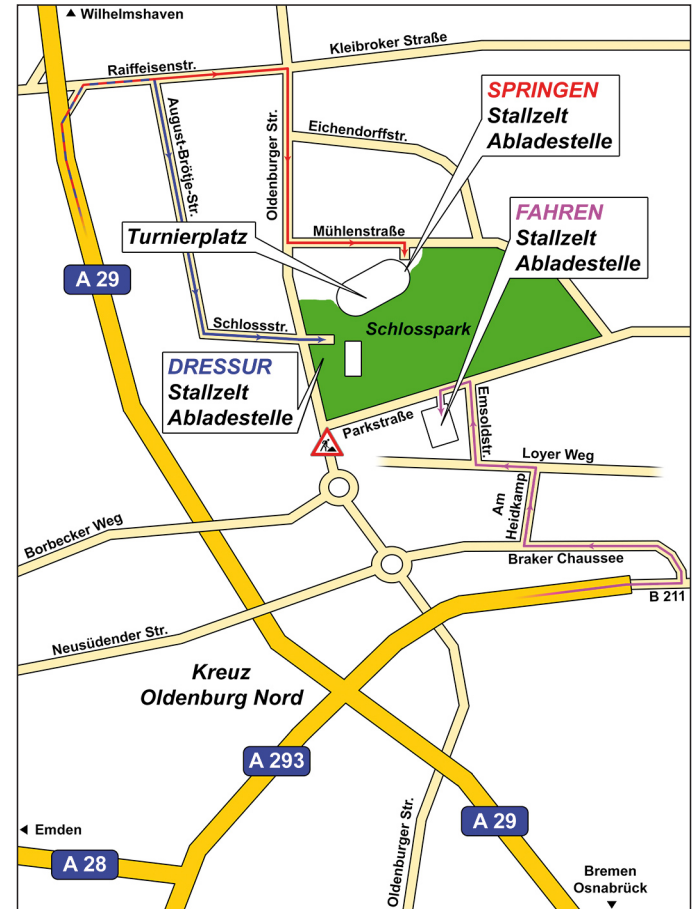 Wilhelmshaven
Kleibroker Straße
Raiffeisenstr.
SPRINGEN
Stallzelt
Abladestelle
August-Brötje-Str.
Oldenburger Str.
Eichendorffstr.
FAHREN
Stallzelt
Abladestelle
Turnierplatz
Mühlenstraße
A 29
Schlossstr.
Schlosspark
DRESSUR
Stallzelt
Abladestelle
Parkstraße
Emsoldstr.
Loyer Weg
Am
Heidkamp
Borbecker Weg
Braker Chaussee
B 211
Neusüdender Str.
Kreuz
Oldenburg Nord
A 293
Oldenburger Str.
A 29
Emden
A 28
Bremen
Osnabrück